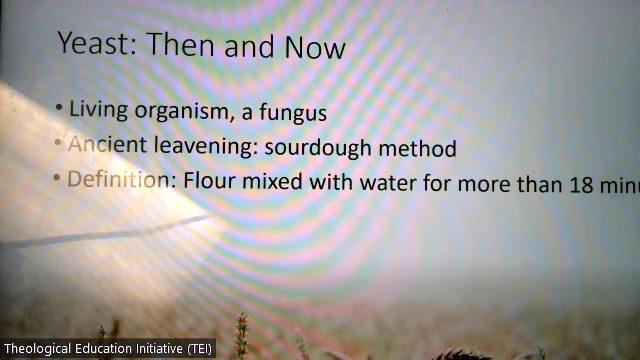 Yeast: Then and Now
• Living organism, a fungus
• Ancient leavening: sourdough method
• Definition: Flour mixed with water for more than 18
Theological Education Initiative (TEI)